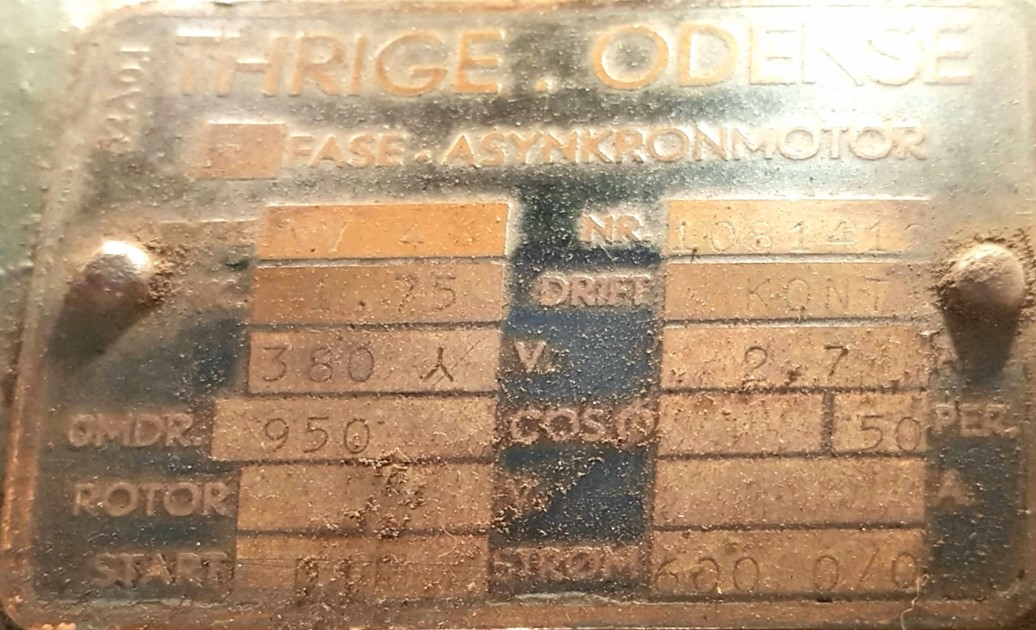 THRIGE . ODENSE
FASE - ASYNKRONMOTOR
NR.
1.75 DRIFT KONT
380 ⅄ V. 2.7 A
OMDR. 950 COS φ 50 PER.
ROTOR V. A.
START STRØM 600 0/0